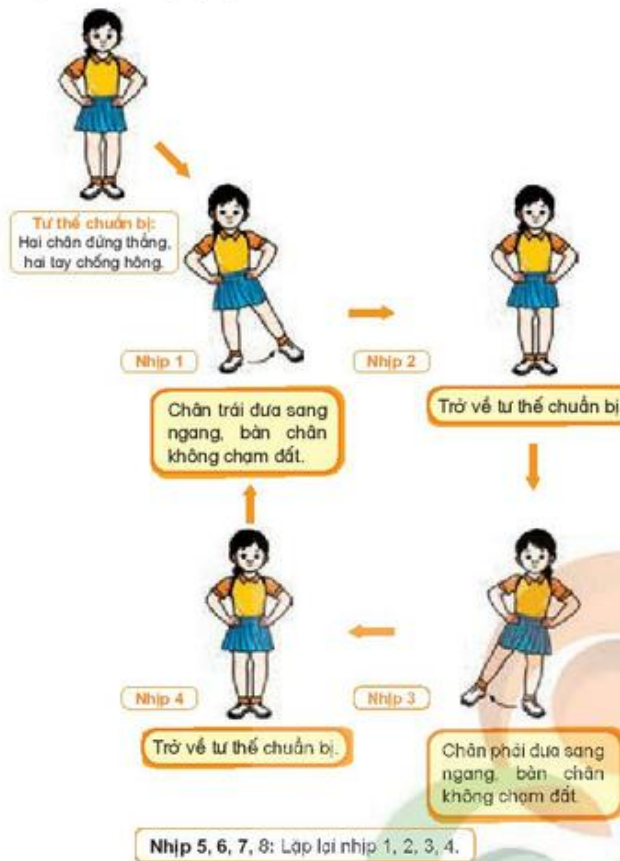 Tư thế chuẩn bị:
Hai chân đứng thẳng,
hai tay chống hông.
Nhịp 1
Chân trái đưa sang
ngang, bàn chân
không chạm đất.
Nhịp 2
Trở về tư thế chuẩn bị
Nhịp 3
Chân phải đưa sang
ngang, bàn chân
không chạm đất.
Nhịp 4
Trở về tư thế chuẩn bị.
Nhịp 5, 6, 7, 8: Lặp lại nhịp 1, 2, 3, 4.